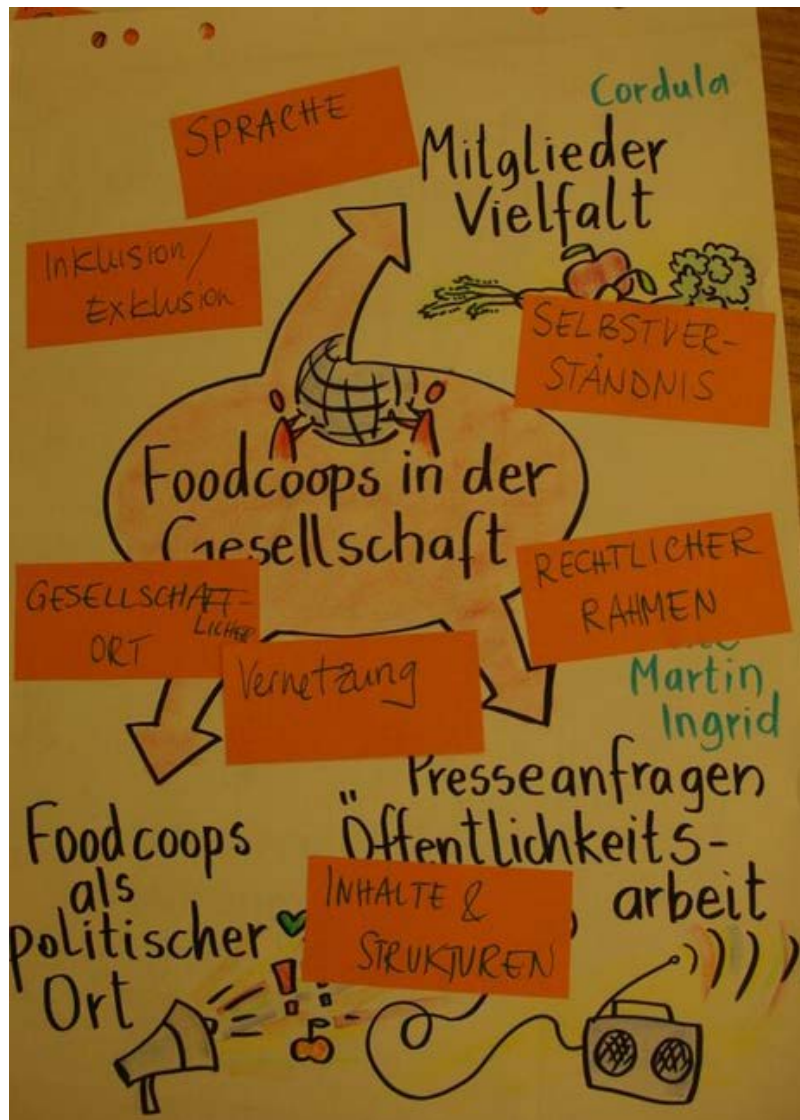 Cordula
SPRACHE
Mitglieder
Vielfalt
Inklusion/
Exklusion
SELBSTVER-
STÄNDNIS
Foodcoops in der
Gesellschaft
RECHTLICHER
RAHMEN
GESELLSCHAFT-
LICHER
ORT
Vernetzung
Martin
Ingrid
Presseanfragen
Öffentlichkeits-
arbeit
Foodcoops
als
politischer
Ort
INHALTE &
STRUKTUREN